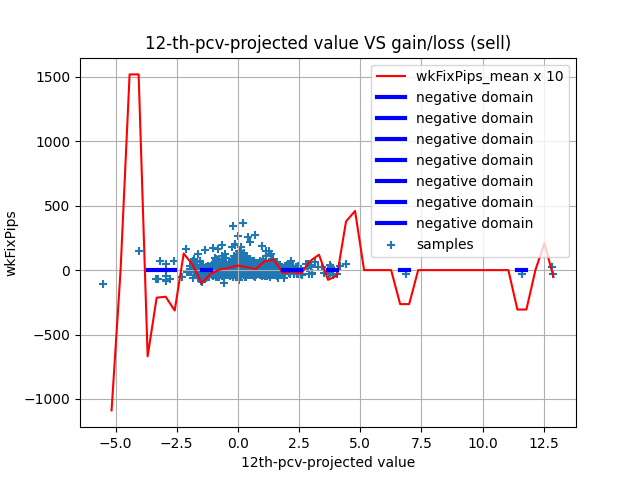 12-th-pcv-projected value VS gain/loss (sell)
wkFixPips_mean x 10
negative domain
negative domain
negative domain
negative domain
negative domain
negative domain
negative domain
samples
wkFixPips
1500
1000
500
0
−500
−1000
−5.0 −2.5 0.0 2.5 5.0 7.5 10.0 12.5
12th-pcv-projected value